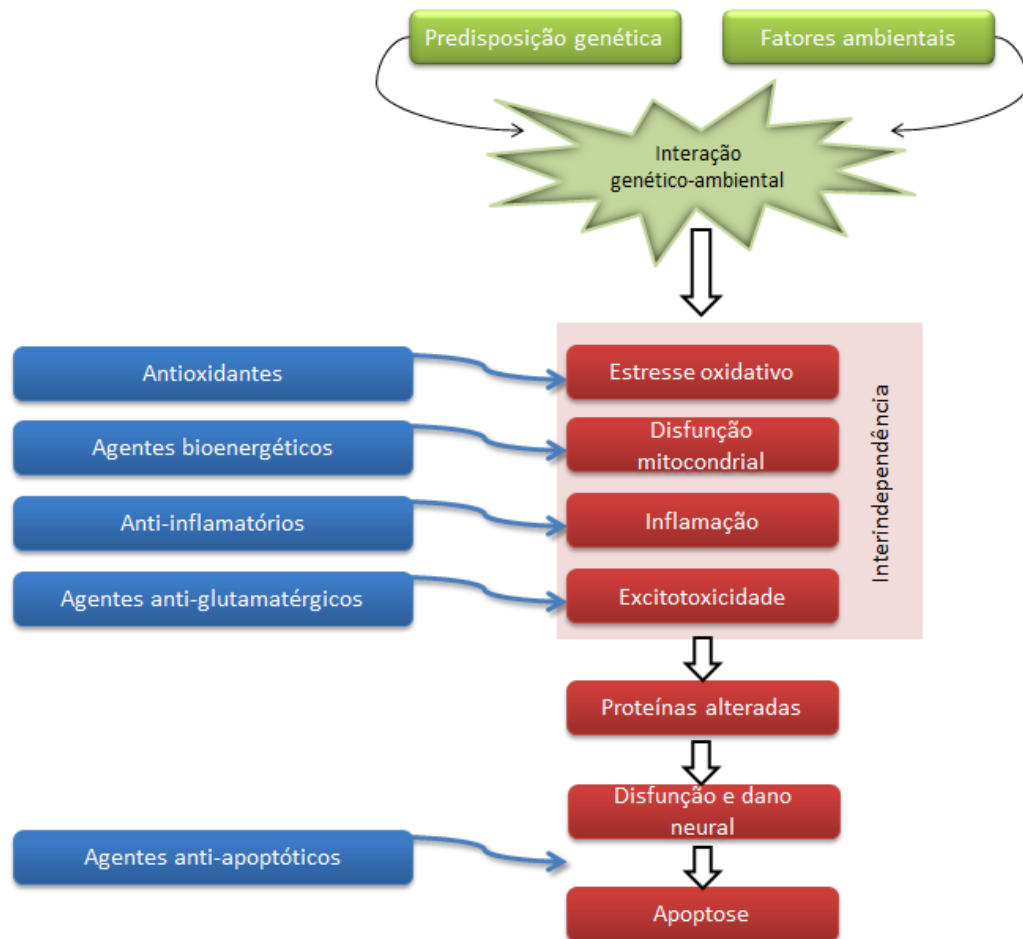 Predisposição genética
Fatores ambientais
Interação
genético-ambiental
Antioxidantes
Estresse oxidativo
Agentes bioenergéticos
Disfunção
mitocondrial
Anti-inflamatórios
Inflamação
Agentes anti-glutamatérgicos
Excitotoxicidade
Interindependência
Proteínas alteradas
Disfunção e dano
neural
Agentes anti-apoptóticos
Apoptose